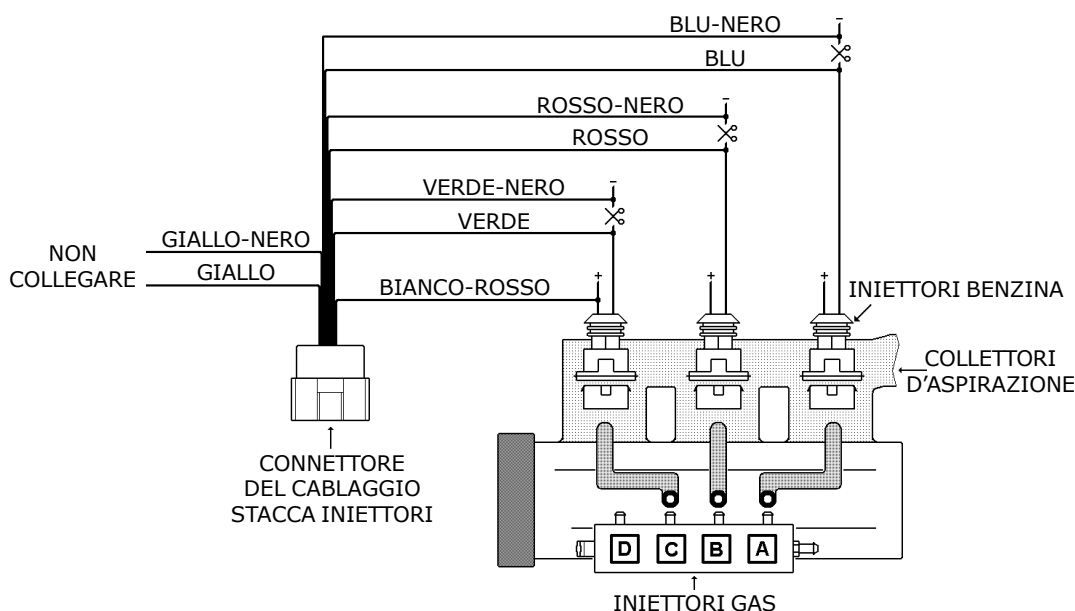 BLU-NERO
–
BLU
ROSSO-NERO
–
ROSSO
VERDE-NERO
–
VERDE
NON
COLLEGARE
GIALLO-NERO
GIALLO
BIANCO-ROSSO
+
+
+
INIETTORI BENZINA
COLLETTORI
D'ASPIRAZIONE
CONNETTORE
DEL CABLAGGIO
STACCA INIETTORI
D C B A
INIETTORI GAS